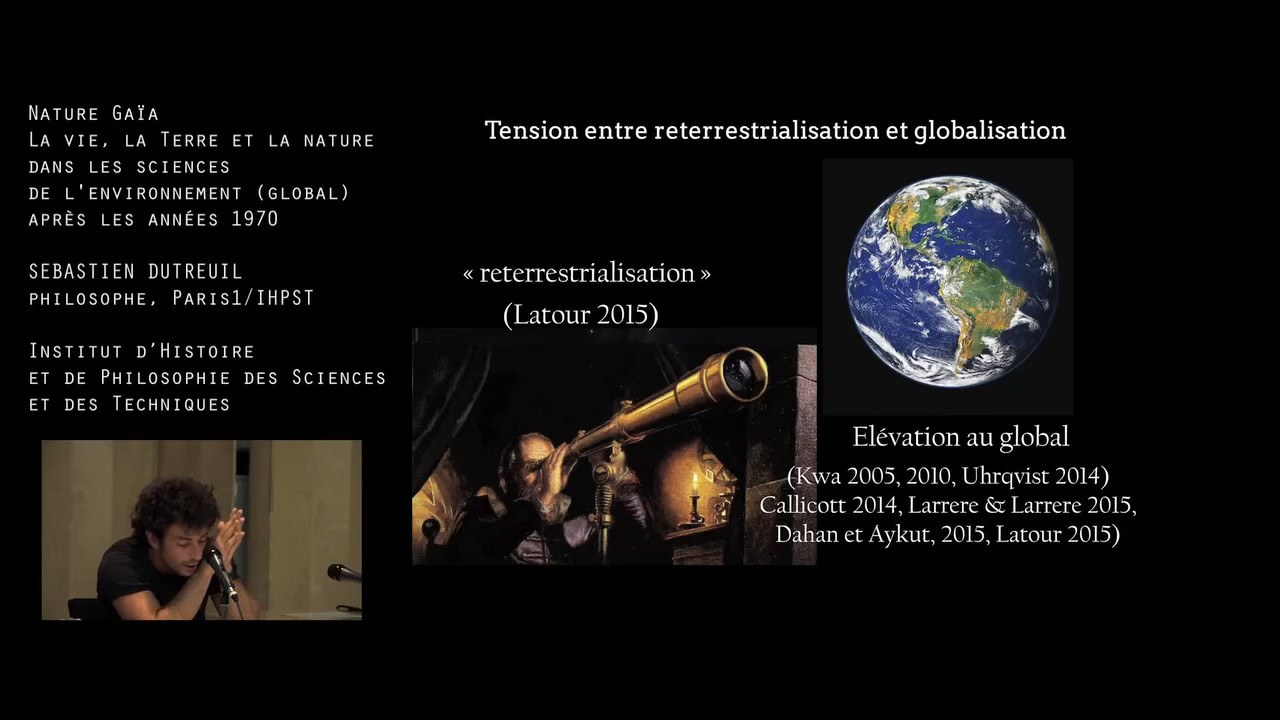 Nature Gaïa
La vie, la Terre et la nature
dans les sciences
de l'environnement (global)
après les années 1970
SEBASTIEN DUTREUIL
philosophe, Paris1/IHPST
Institut d'Histoire
et de Philosophie des Sciences
et des Techniques
Tension entre reterrestrialisation et globalisation
« reterrestrialisation »
(Latour 2015)
Elévation au global
(Kwa 2005, 2010, Uhrqvist 2014)
Callicott 2014, Larrere & Larrere 2015,
Dahan et Aykut, 2015, Latour 2015)